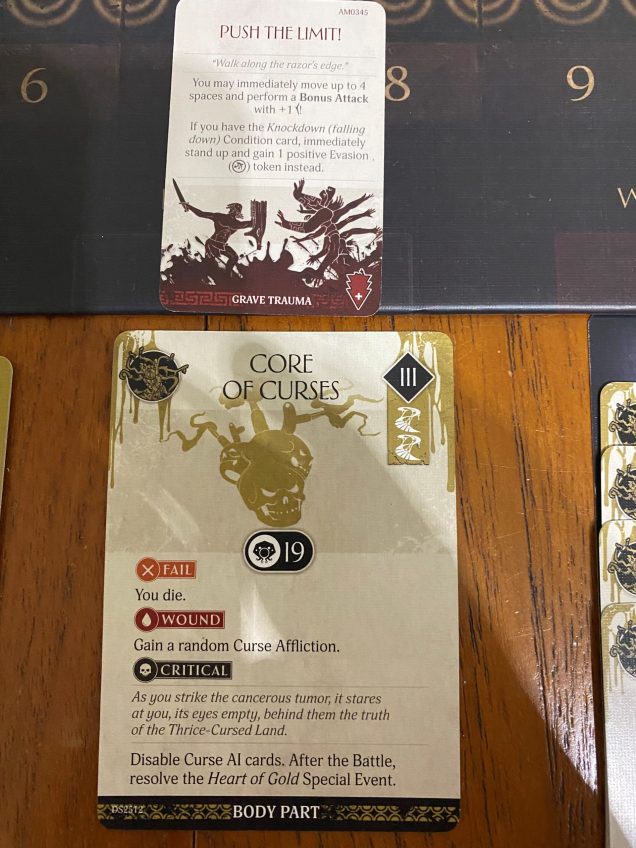 AM0345
PUSH THE LIMIT!
"Walk along the razor's edge."
You may immediately move up to 4
spaces and perform a Bonus Attack
with +1 !
If you have the Knockdown (falling
down) Condition card, immediately
stand up and gain 1 positive Evasion
() token instead.
GRAVE TRAUMA
6
8
9
W
CORE
OF CURSES
III
19
FAIL
You die.
WOUND
Gain a random Curse Affliction.
CRITICAL
As you strike the cancerous tumor, it stares
at you, its eyes empty, behind them the truth
of the Thrice-Cursed Land.
Disable Curse AI cards. After the Battle,
resolve the Heart of Gold Special Event.
DS2512
BODY PART